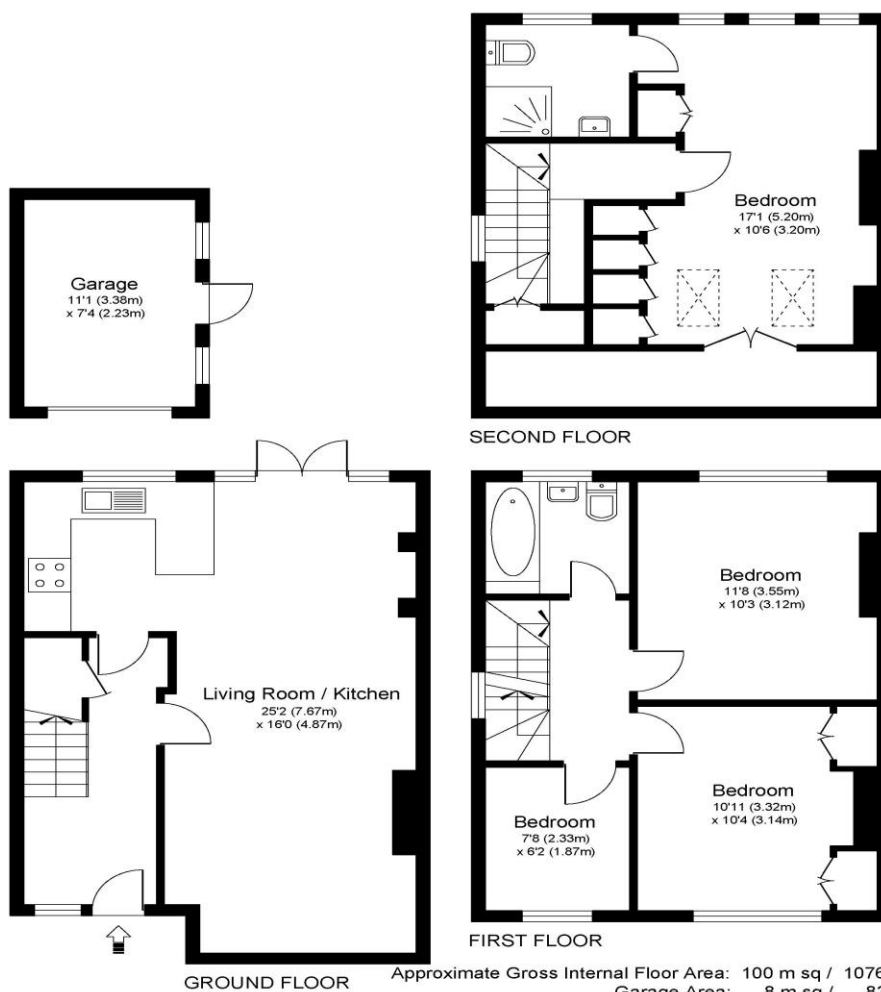 Bedroom
17'1 (5.20m)
x 10'6 (3.20m)
SECOND FLOOR
Garage
11'1 (3.38m)
x 7'4 (2.23m)
Living Room / Kitchen
25'2 (7.67m)
x 16'0 (4.87m)
GROUND FLOOR
Bedroom
11'8 (3.55m)
x 10'3 (3.12m)
Bedroom
10'11 (3.32m)
x 10'4 (3.14m)
Bedroom
7'8 (2.33m)
x 6'2 (1.87m)
FIRST FLOOR
Approximate Gross Internal Floor Area: 100 m sq / 1076
Garage Area: 8 m sq /